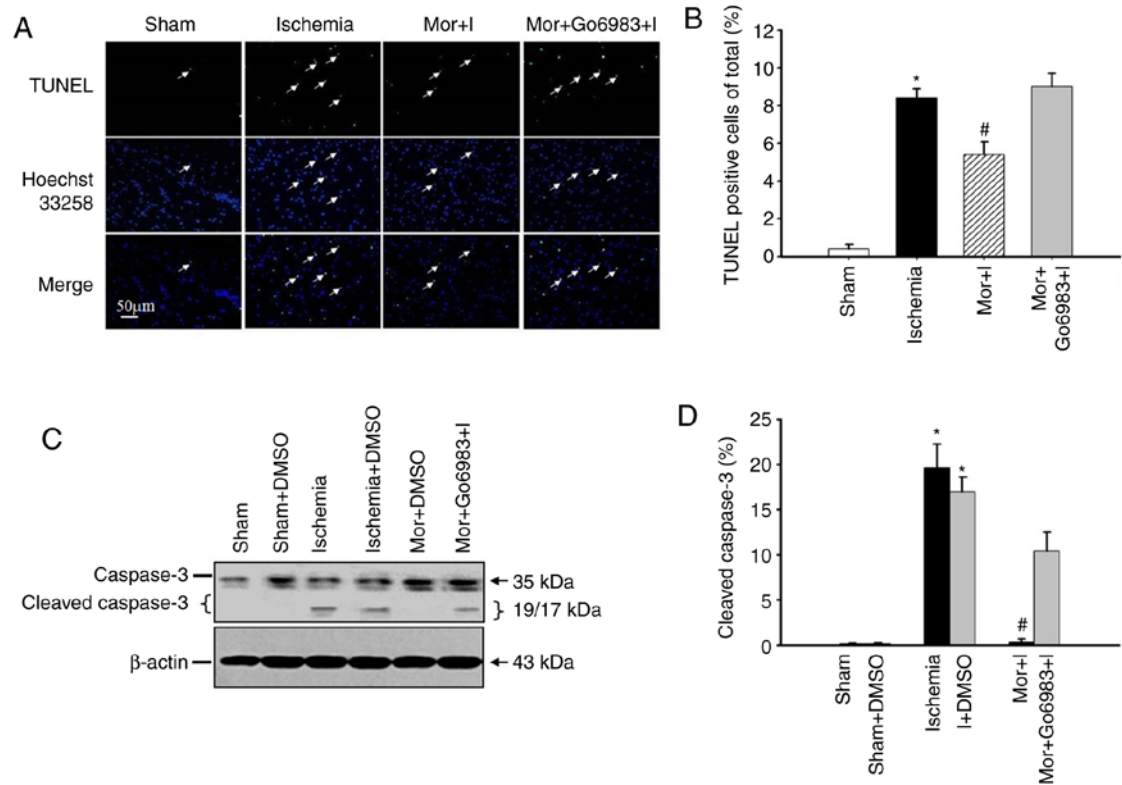 A
Sham
Ischemia
Mor+I
Mor+Go6983+I
TUNEL
Hoechst
33258
Merge
50μm
B
TUNEL positive cells of total (%)
12
10
8
6
4
2
0
*
#
Sham
Ischemia
Mor+I
Mor+
Go6983+I
C
Sham
Sham+DMSO
Ischemia
Ischemia+DMSO
Mor+DMSO
Mor+Go6983+I
Caspase-3
35 kDa
Cleaved caspase-3 {
} 19/17 kDa
β-actin
43 kDa
D
Cleaved caspase-3 (%)
25
20
15
10
5
0
*
*
#
Sham
Sham+DMSO
Ischemia
I+DMSO
Mor+I
Mor+Go6983+I